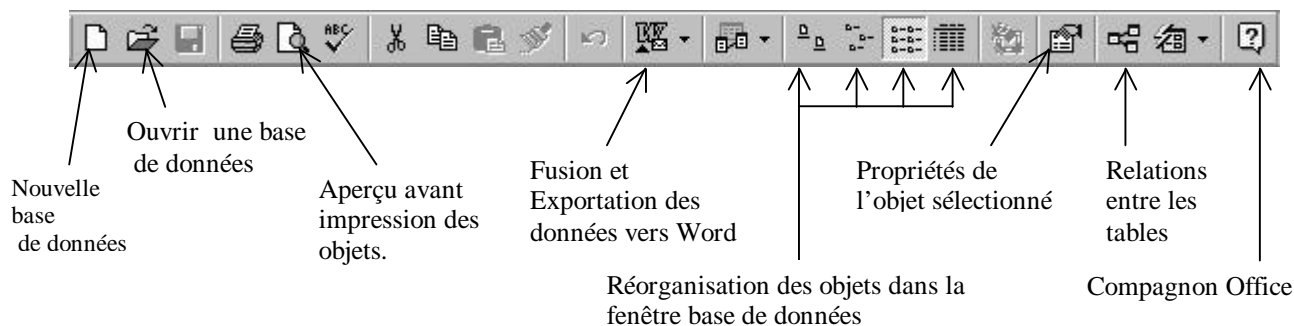 ABC
Ouvrir une base
de données
Nouvelle
base
de données
Aperçu avant
impression des
objets.
Fusion et
Exportation des
données vers Word
Propriétés de
l'objet sélectionné
Relations
entre les
tables
Réorganisation des objets dans la
fenêtre base de données
Compagnon Office